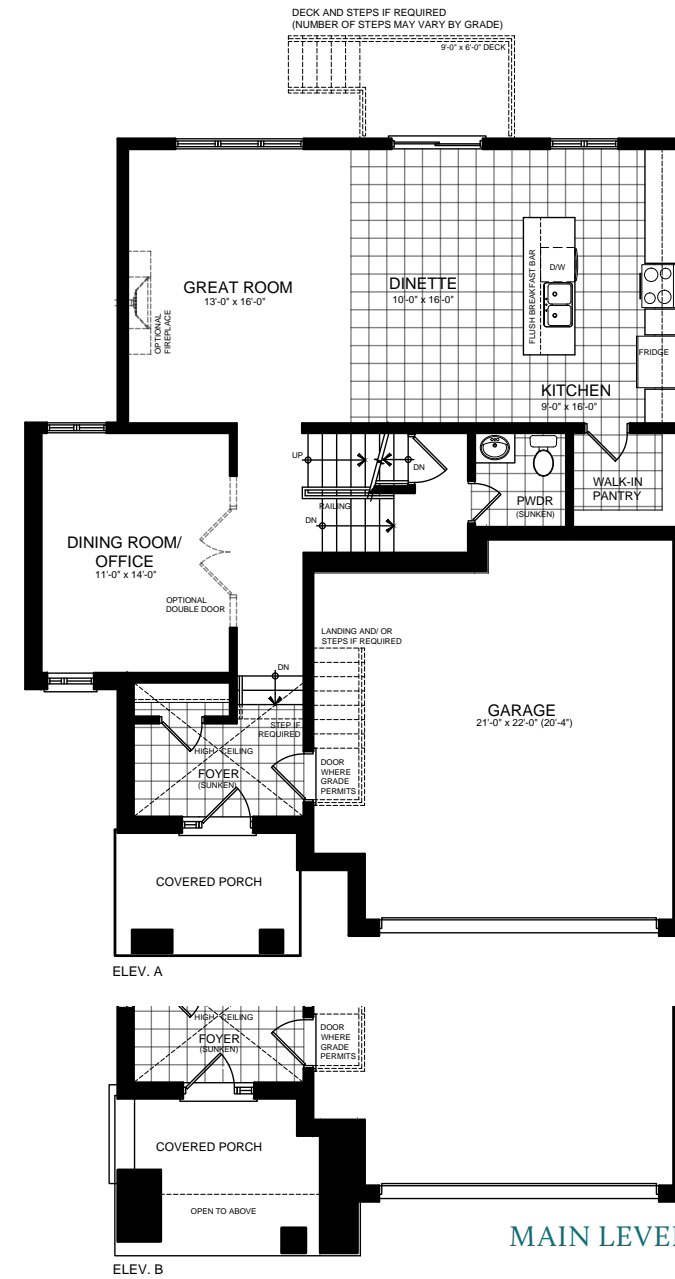 DECK AND STEPS IF REQUIRED
(NUMBER OF STEPS MAY VARY BY GRADE)
9'-0" x 6'-0" DECK
GREAT ROOM
13'-0" x 16'-0"
DINETTE
10'-0" x 16'-0"
FLUSH BREAKFAST BAR
D/W
OPTIONAL
FIREPLACE
FRIDGE
KITCHEN
9'-0" x 16'-0"
UP
DN
RAILING
DN
PWDR
(SUNKEN)
WALK-IN
PANTRY
DINING ROOM/
OFFICE
11'-0" x 14'-0"
OPTIONAL
DOUBLE DOOR
LANDING AND/ OR
STEPS IF REQUIRED
DN
STEP IF
REQUIRED
GARAGE
21'-0" x 22'-0" (20'-4")
HIGH CEILING
FOYER
(SUNKEN)
DOOR
WHERE
GRADE
PERMITS
COVERED PORCH
ELEV. A
HIGH CEILING
FOYER
(SUNKEN)
DOOR
WHERE
GRADE
PERMITS
COVERED PORCH
OPEN TO ABOVE
MAIN LEVEL
ELEV. B